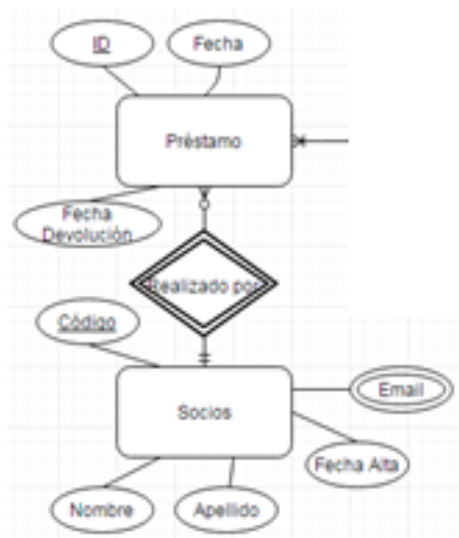 ID
Fecha
Préstamo
Fecha
Devolución
Realizado por
Código
Socios
Email
Fecha Alta
Nombre
Apellido